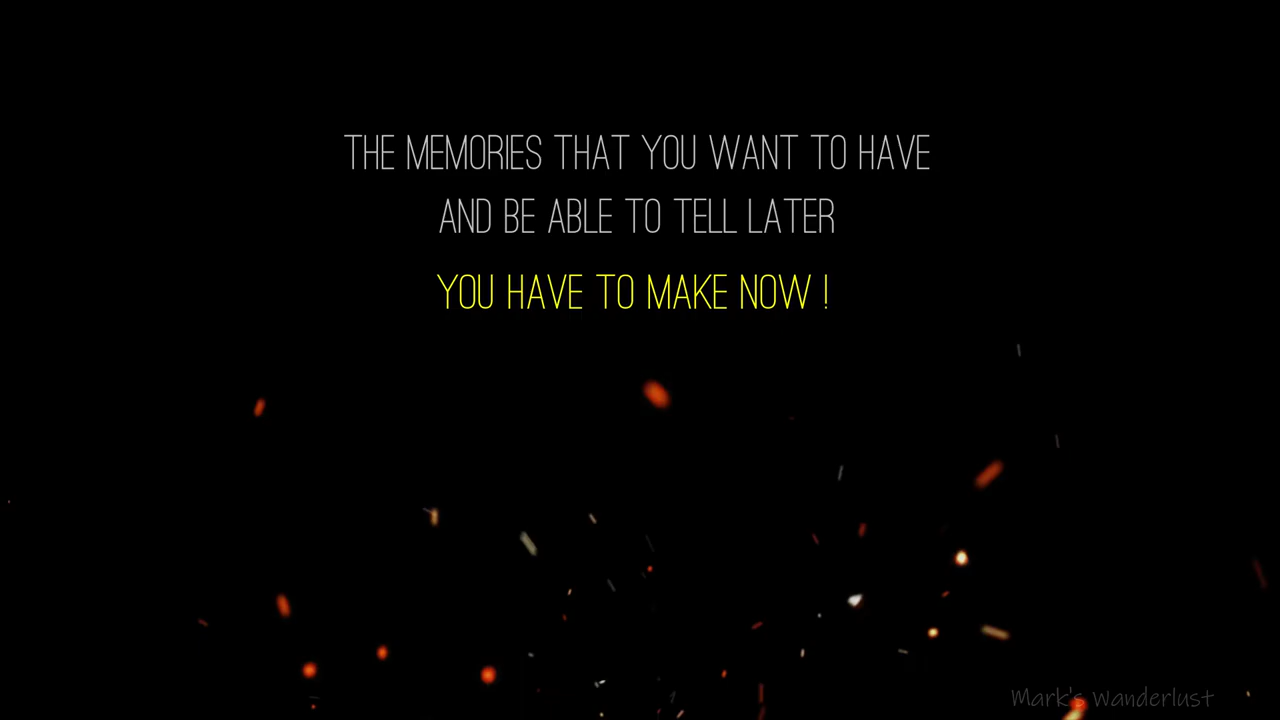 THE MEMORIES THAT YOU WANT TO HAVE
AND BE ABLE TO TELL LATER
YOU HAVE TO MAKE NOW !
Mark's Wanderlust